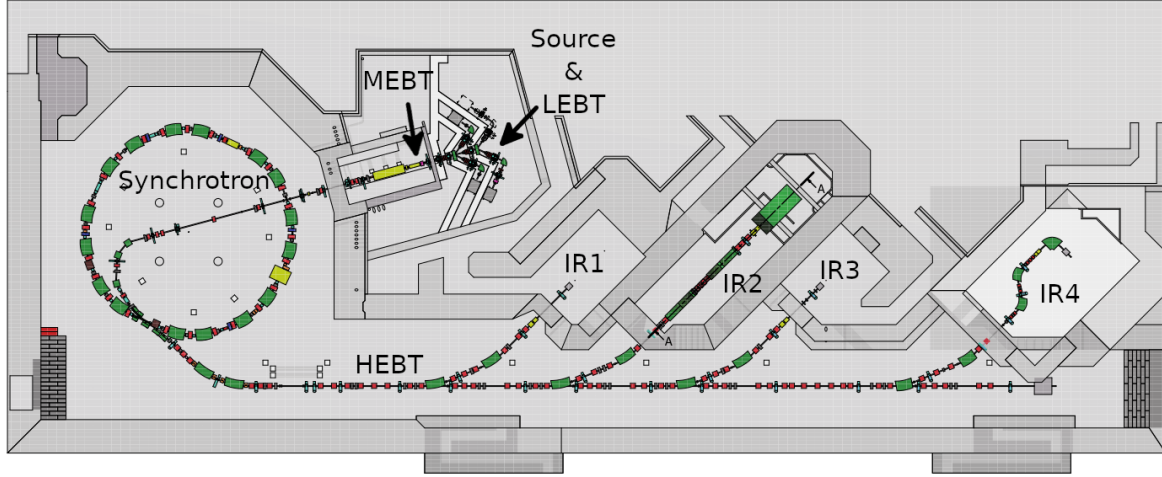 Source
&
LEBT
MEBT
Synchrotron
A
IR1
IR2
IR3
IR4
A
HEBT